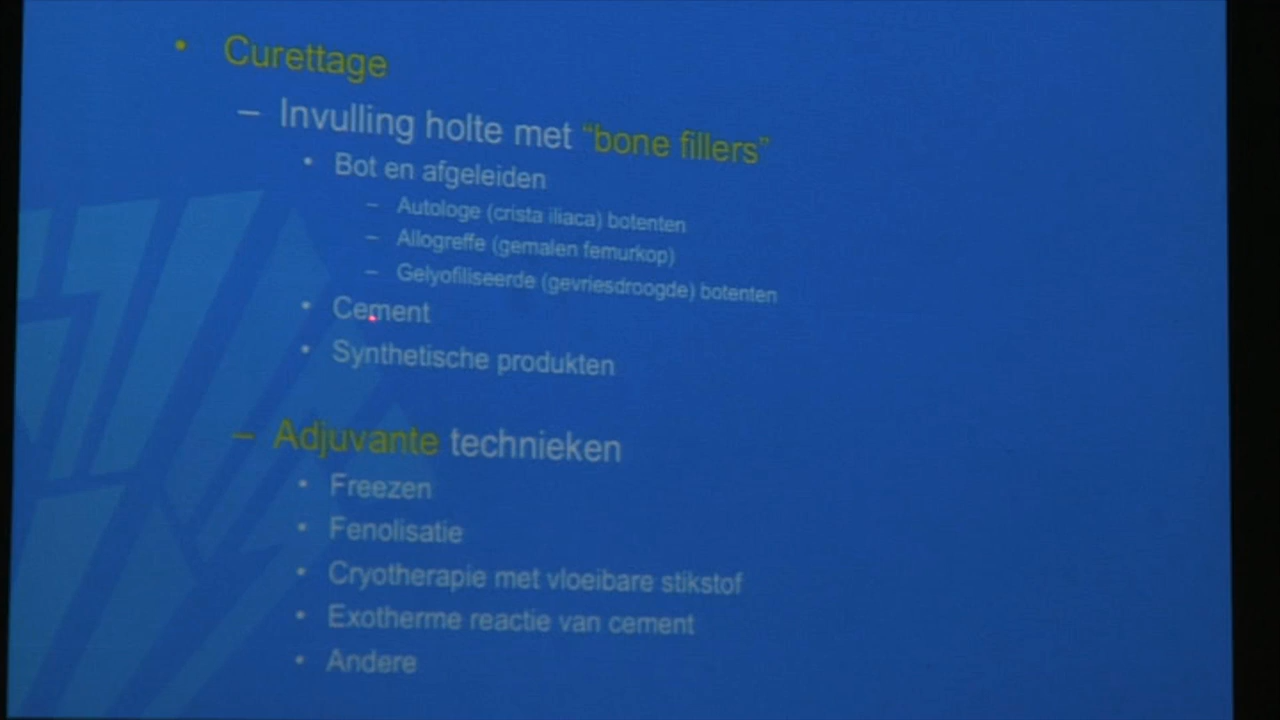 • Curettage
– Invulling holte met “bone fillers”
• Bot en afgeleiden
– Autologe (crista iliaca) botenten
– Allogreffe (gemalen femurkop)
– Gelyofiliseerde (gevriesdroogde) botenten
• Cement
• Synthetische produkten
– Adjuvante technieken
• Freezen
• Fenolisatie
• Cryotherapie met vloeibare stikstof
• Exotherme reactie van cement
• Andere